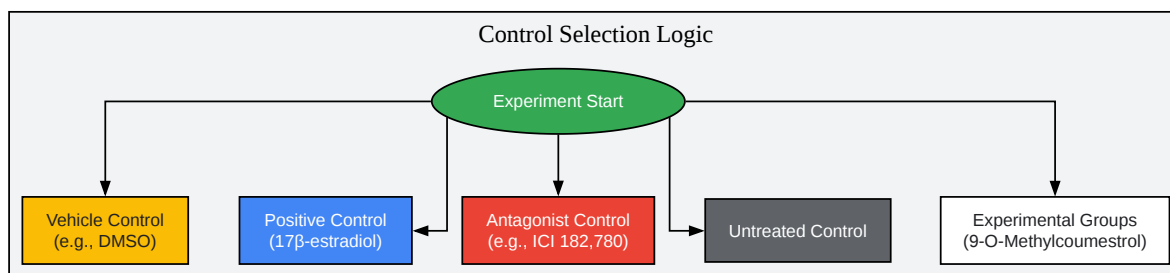 Control Selection Logic
Experiment Start
Vehicle Control
(e.g., DMSO)
Positive Control
(17β-estradiol)
Antagonist Control
(e.g., ICI 182,780)
Untreated Control
Experimental Groups
(9-O-Methylcoumestrol)